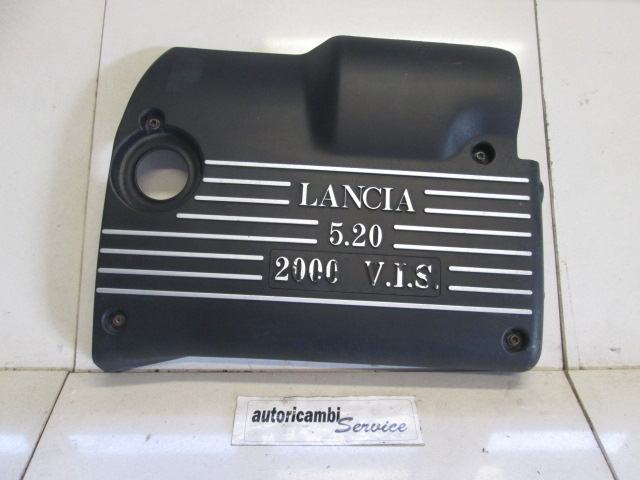 LANCIA
5.20
2000 V.I.S.
autoricambi
Service